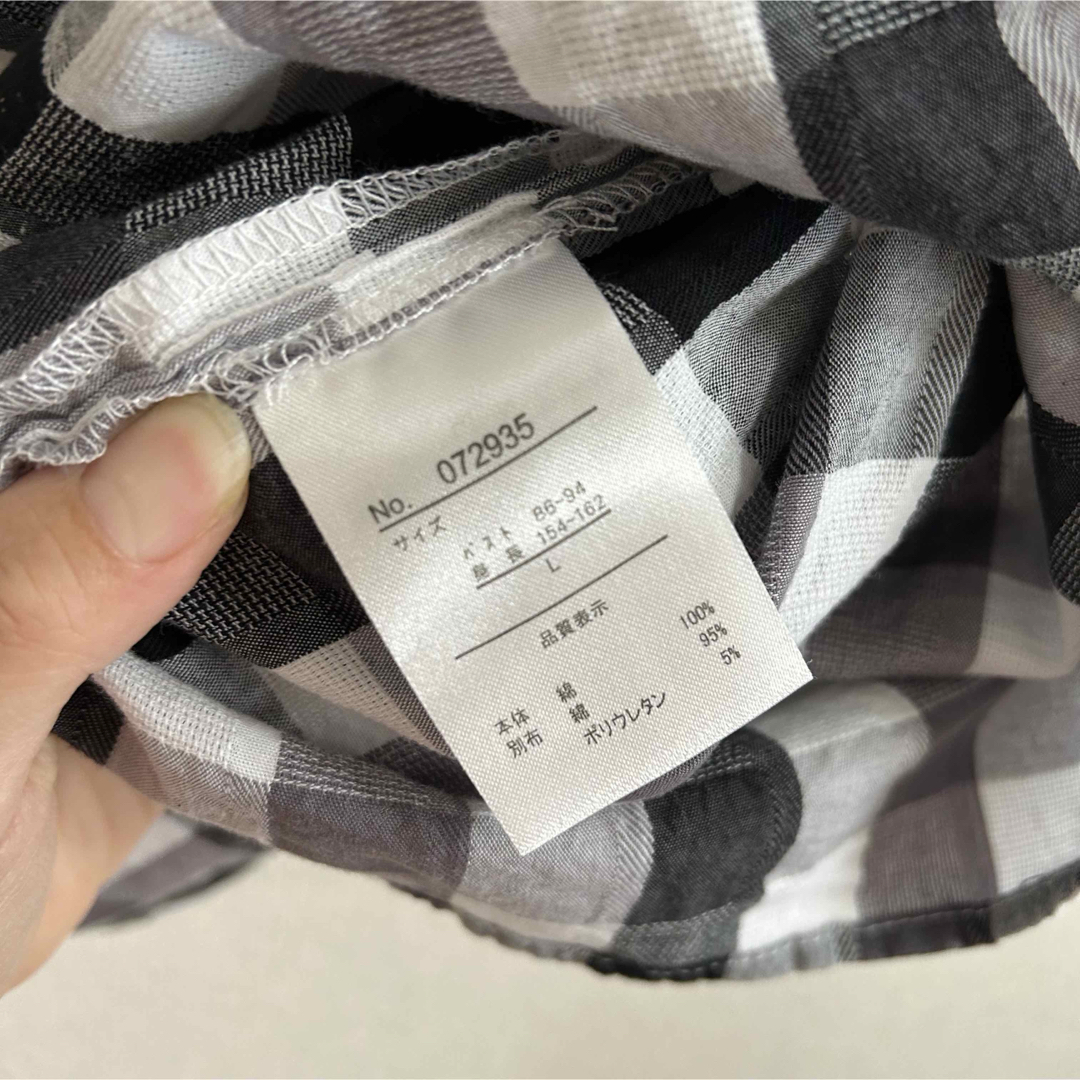 No. 072935
サイズ
バスト 86~94
身長 154~162
L
品質表示
本体 綿 100%
別布 綿 95%
ポリウレタン 5%